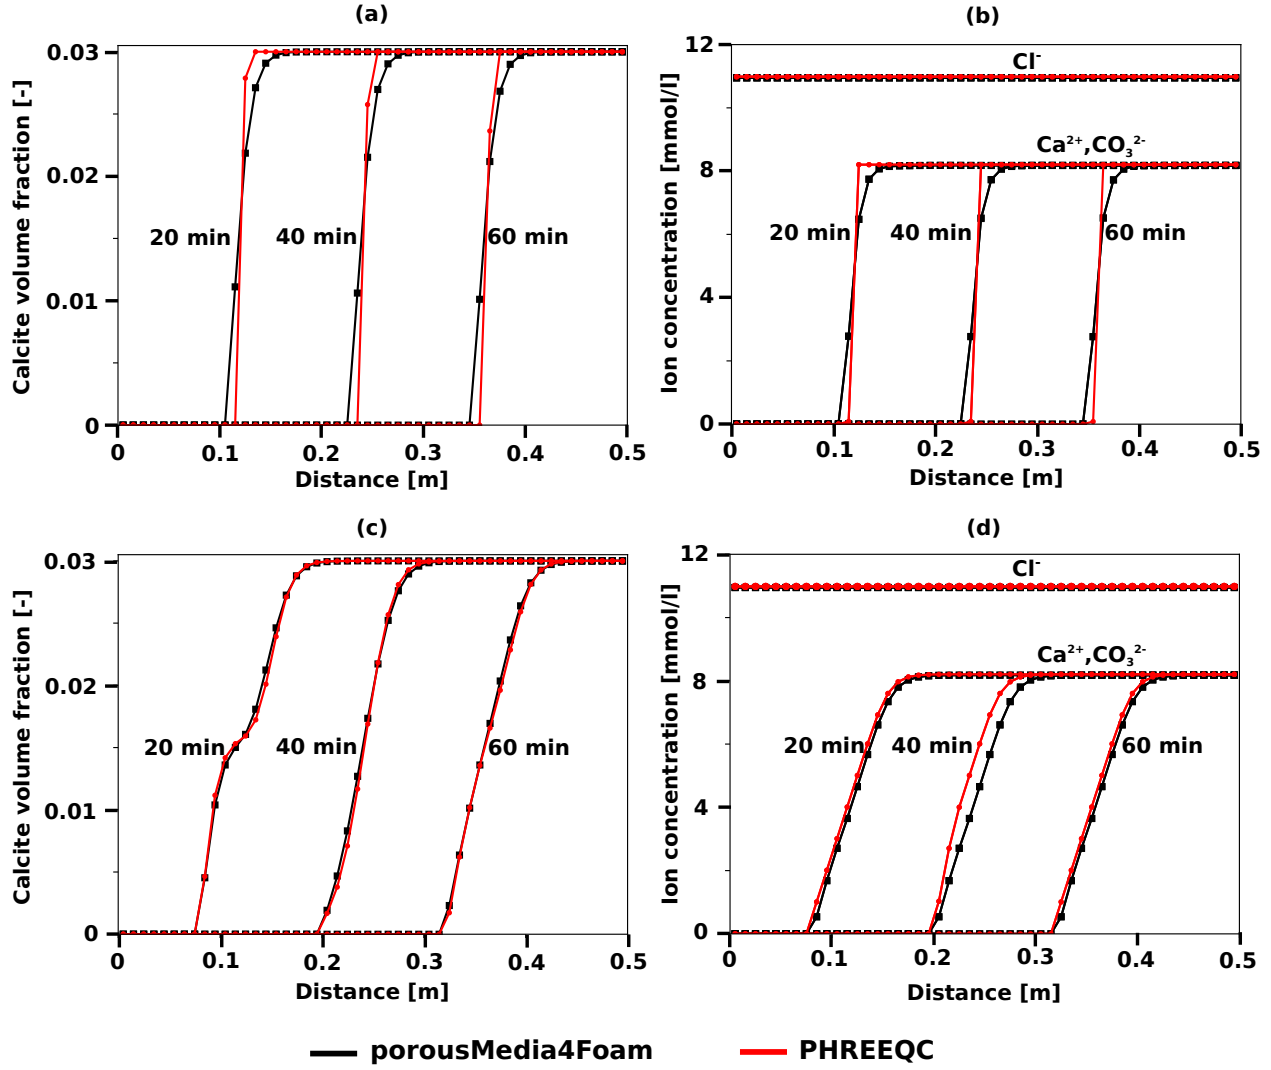 (a)
Calcite volume fraction [-]
0.03
0.02
0.01
0
20 min
40 min
60 min
0
0.1
0.2
0.3
0.4
0.5
Distance [m]
(b)
Ion concentration [mmol/l]
12
8
4
0
Cl⁻
Ca²⁺,CO₃²⁻
20 min
40 min
60 min
0
0.1
0.2
0.3
0.4
0.5
Distance [m]
(c)
Calcite volume fraction [-]
0.03
0.02
0.01
0
20 min
40 min
60 min
0
0.1
0.2
0.3
0.4
0.5
Distance [m]
(d)
Ion concentration [mmol/l]
12
8
4
0
Cl⁻
Ca²⁺,CO₃²⁻
20 min
40 min
60 min
0
0.1
0.2
0.3
0.4
0.5
Distance [m]
porousMedia4Foam
PHREEQC